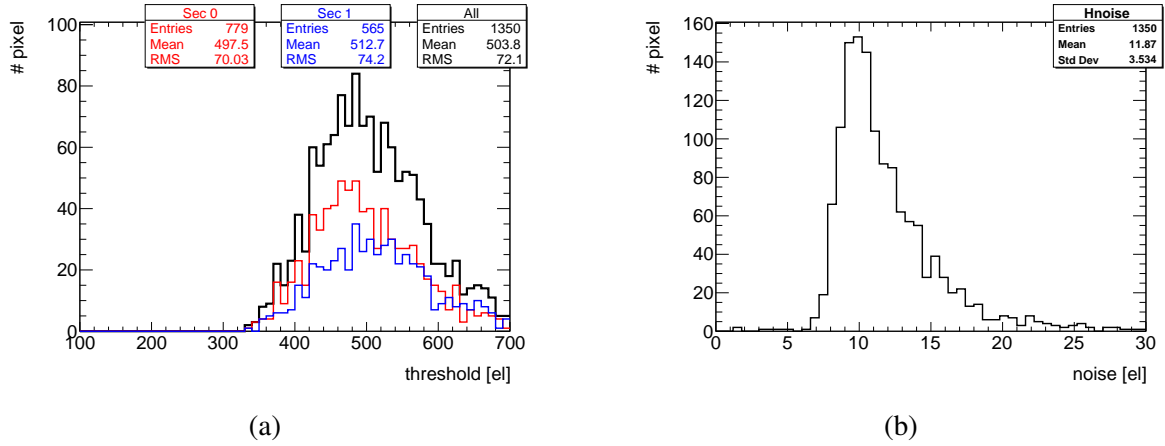 Sec 0
Entries 779
Mean 497.5
RMS 70.03
Sec 1
Entries 565
Mean 512.7
RMS 74.2
All
Entries 1350
Mean 503.8
RMS 72.1
# pixel
100
80
60
40
20
0
100 200 300 400 500 600 700
threshold [el]
(a)
Hnoise
Entries 1350
Mean 11.87
Std Dev 3.534
# pixel
160
140
120
100
80
60
40
20
0
0 5 10 15 20 25 30
noise [el]
(b)